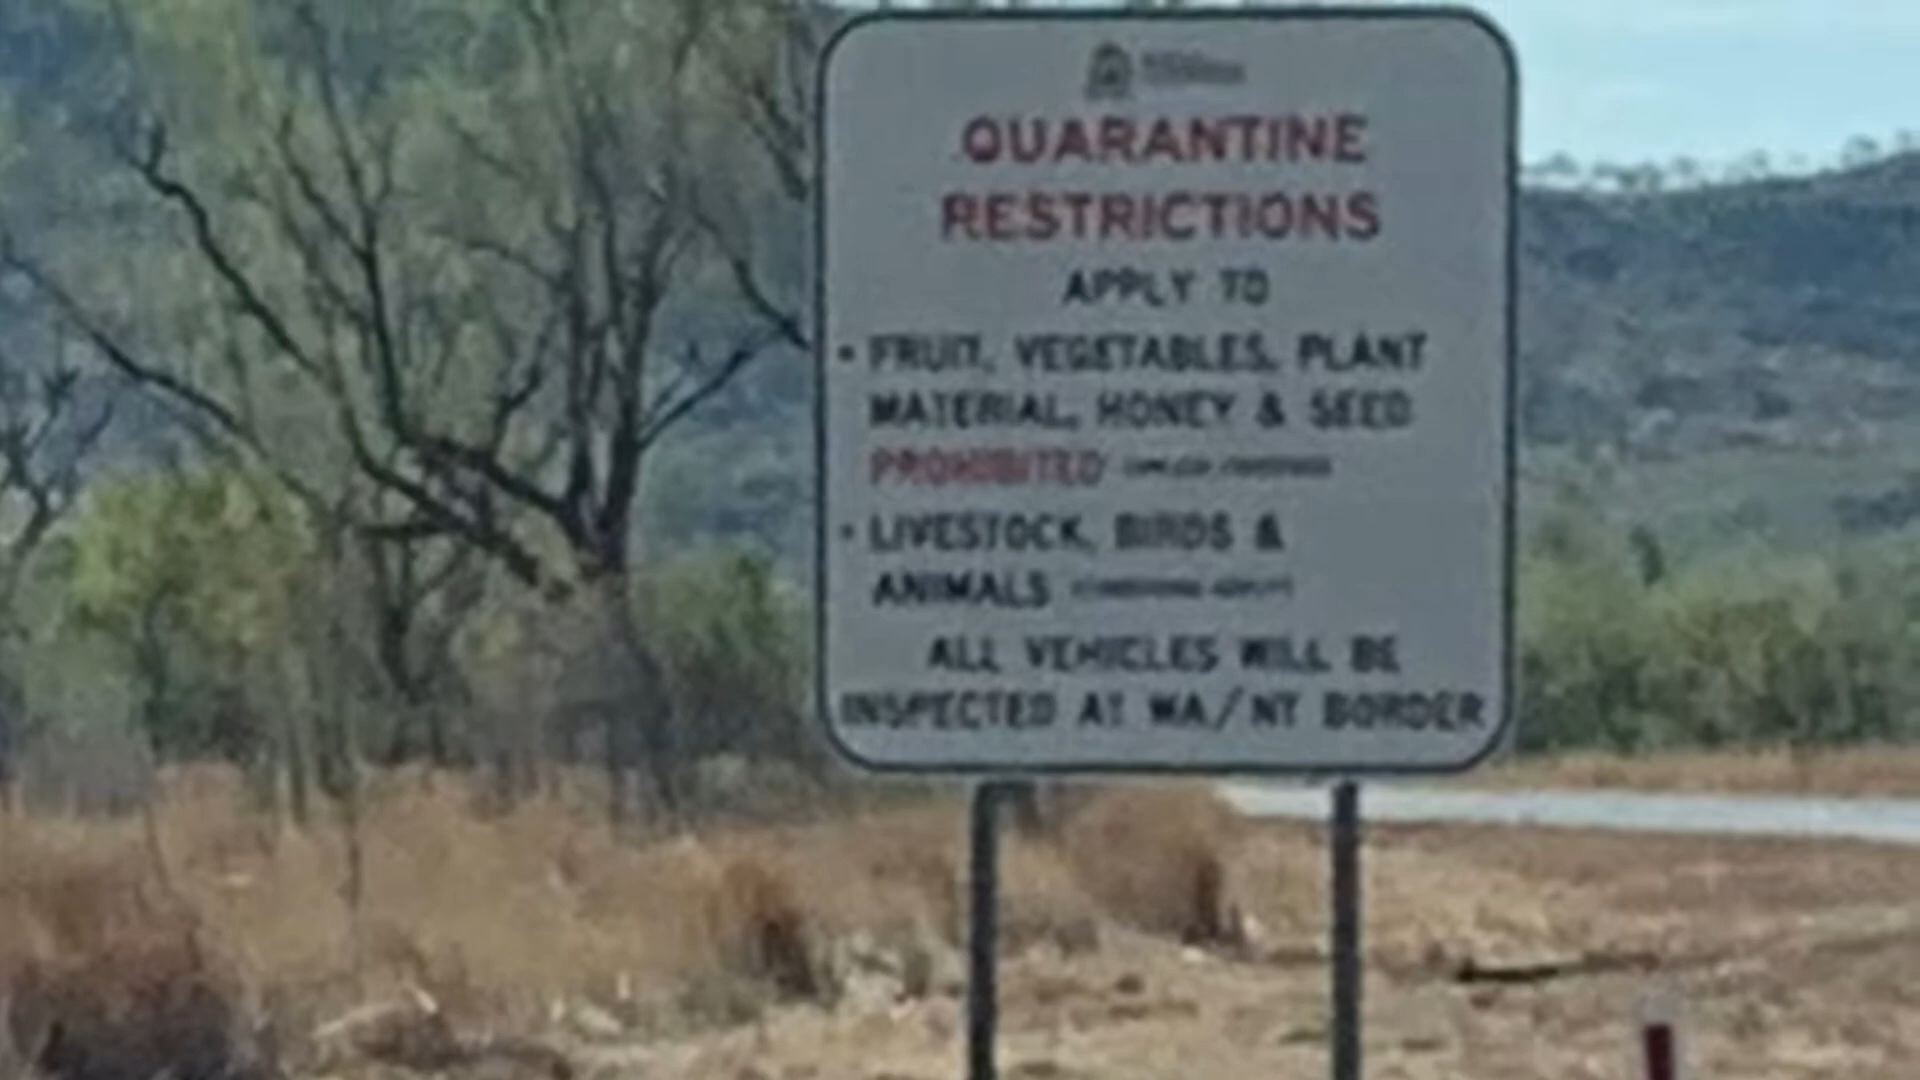 QUARANTINE
RESTRICTIONS
APPLY TO
• FRUIT, VEGETABLES, PLANT
MATERIAL, HONEY & SEED
PROHIBITED
• LIVESTOCK, BIRDS &
ANIMALS
ALL VEHICLES WILL BE
INSPECTED AT WA/NT BORDER